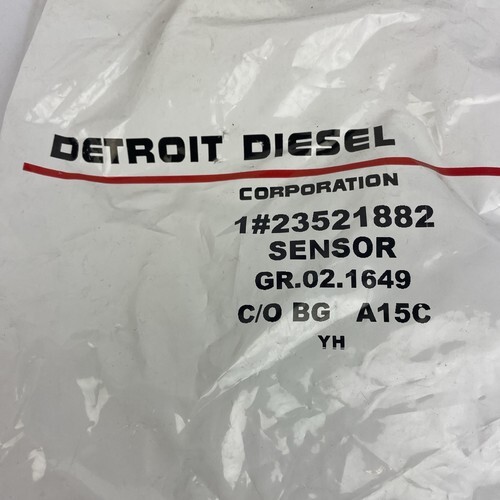 DETROIT DIESEL
CORPORATION
1#23521882
SENSOR
GR.02.1649
C/O BG A15C
YH